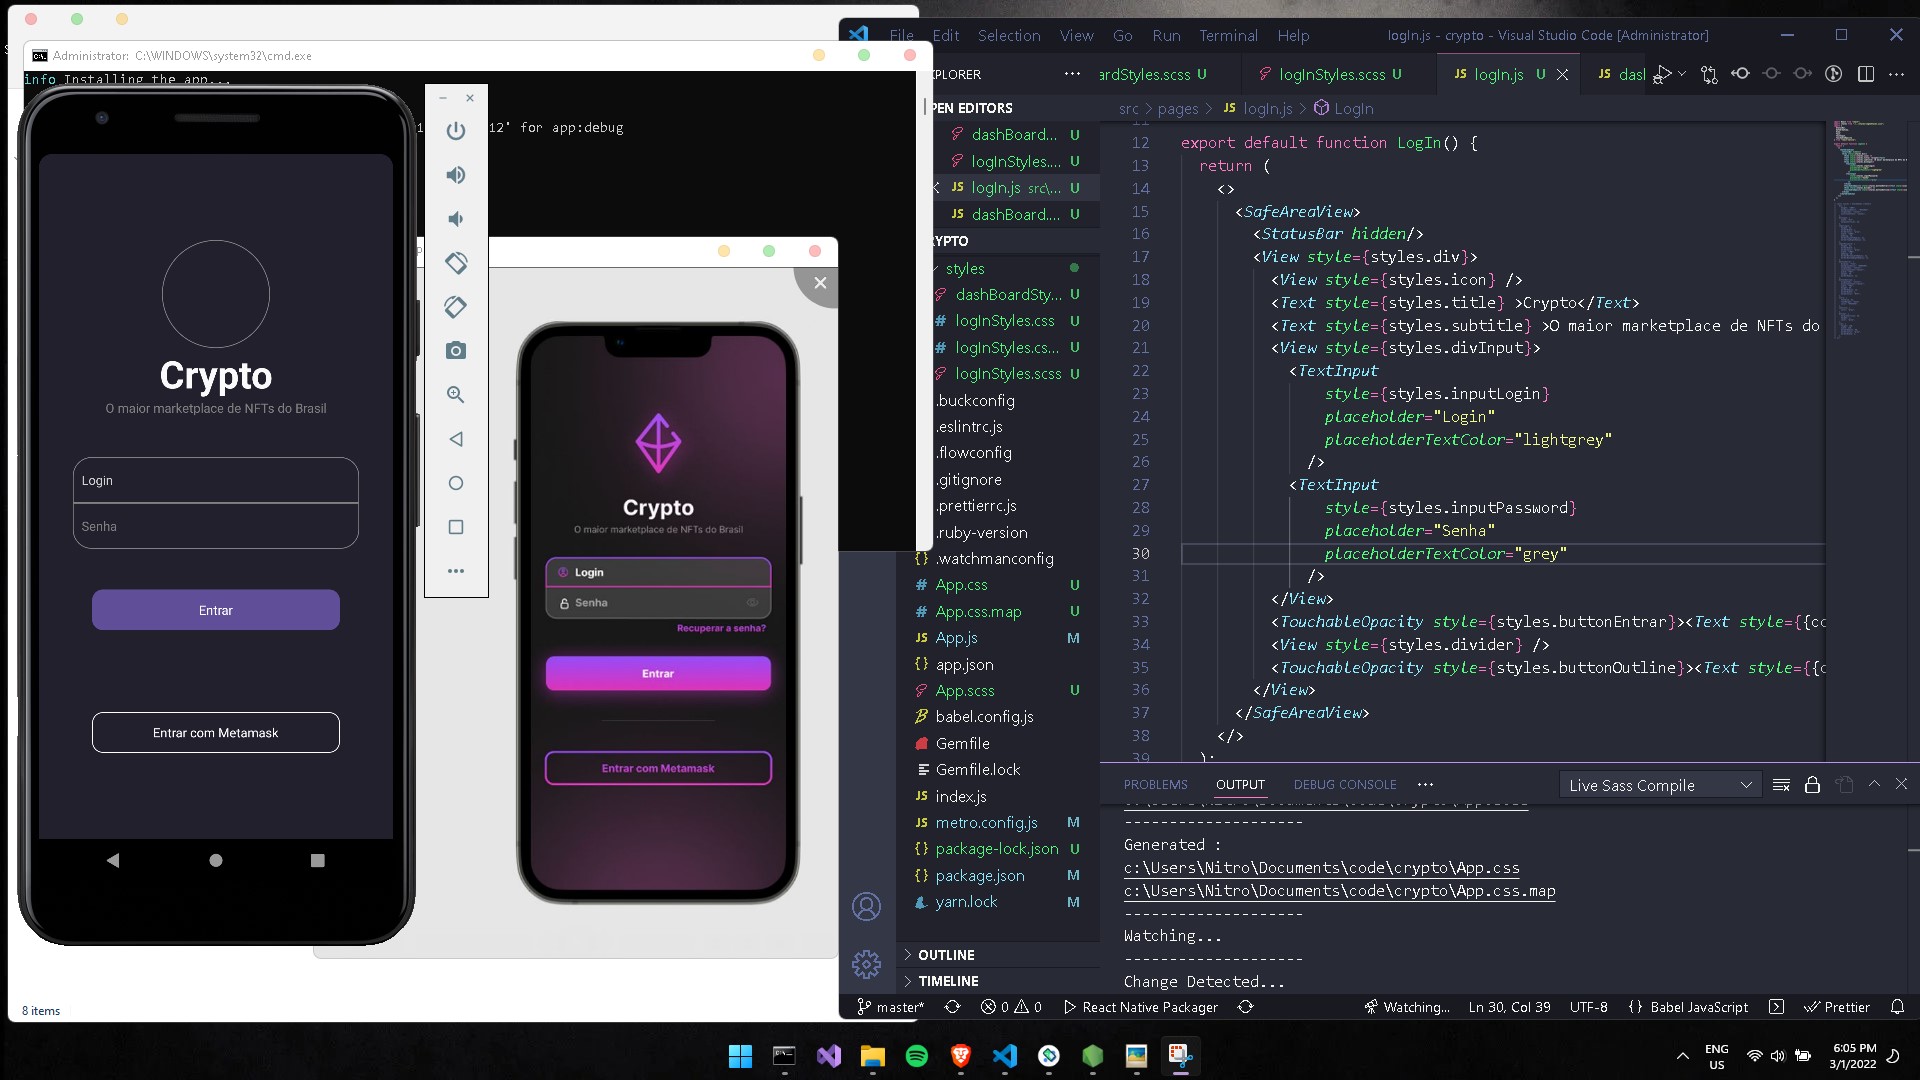 Administrator: C:\WINDOWS\system32\cmd.exe
info Installing the app...
12' for app:debug
Crypto
O maior marketplace de NFTs do Brasil
Login
Senha
Entrar
Entrar com Metamask
Crypto
O maior marketplace de NFTs do Brasil
Login
Senha
Recuperar a senha?
Entrar
Entrar com Metamask
8 items
File Edit Selection View Go Run Terminal Help
logIn.js - crypto - Visual Studio Code [Administrator]
PLORER
ardStyles.scss U
logInStyles.scss U
JS logIn.js U
JS dasl
PEN EDITORS
dashBoard... U
logInStyles.... U
JS logIn.js src\... U
JS dashBoard.... U
RYPTO
styles
dashBoardSty... U
# logInStyles.css U
# logInStyles.cs... U
logInStyles.scss U
.buckconfig
.eslintrc.js
.flowconfig
.gitignore
.prettierrc.js
.ruby-version
{} .watchmanconfig
# App.css U
# App.css.map U
JS App.js M
{} app.json
App.scss U
babel.config.js
Gemfile
Gemfile.lock
JS index.js
JS metro.config.js M
{} package-lock.json U
{} package.json M
yarn.lock M
OUTLINE
TIMELINE
src > pages > JS logIn.js > LogIn
11
12 export default function LogIn() {
13 return (
14 <>
15 <SafeAreaView>
16 <StatusBar hidden/>
17 <View style={styles.div}>
18 <View style={styles.icon} />
19 <Text style={styles.title} >Crypto</Text>
20 <Text style={styles.subtitle} >O maior marketplace de NFTs do
21 <View style={styles.divInput}>
22 <TextInput
23 style={styles.inputLogin}
24 placeholder="Login"
25 placeholderTextColor="lightgrey"
26 />
27 <TextInput
28 style={styles.inputPassword}
29 placeholder="Senha"
30 placeholderTextColor="grey"
31 />
32 </View>
33 <TouchableOpacity style={styles.buttonEntrar}><Text style={{cc
34 <View style={styles.divider} />
35 <TouchableOpacity style={styles.buttonOutline}><Text style={{c
36 </View>
37 </SafeAreaView>
38 </>
39 );
PROBLEMS OUTPUT DEBUG CONSOLE ...
Live Sass Compile
--------------------
Generated :
c:\Users\Nitro\Documents\code\crypto\App.css
c:\Users\Nitro\Documents\code\crypto\App.css.map
--------------------
Watching...
--------------------
Change Detected...
master* 0 0 React Native Packager Watching... Ln 30, Col 39 UTF-8 {} Babel JavaScript Prettier
ENG
US
6:05 PM
3/1/2022